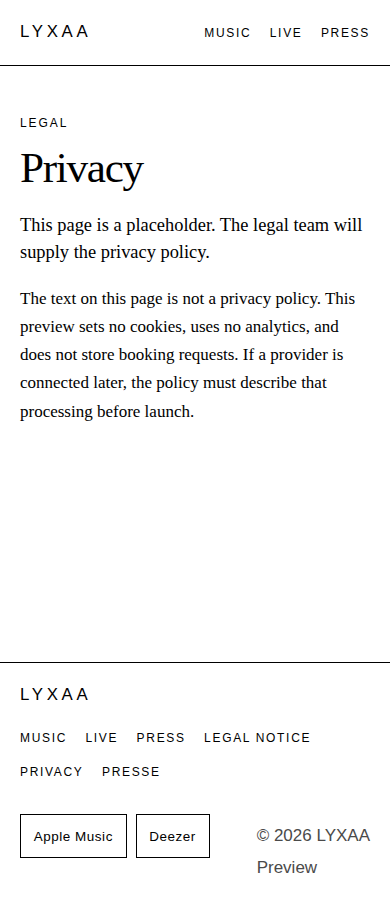 LYXAA MUSIC LIVE PRESS
LEGAL
Privacy
This page is a placeholder. The legal team will
supply the privacy policy.
The text on this page is not a privacy policy. This
preview sets no cookies, uses no analytics, and
does not store booking requests. If a provider is
connected later, the policy must describe that
processing before launch.
LYXAA
MUSIC LIVE PRESS LEGAL NOTICE
PRIVACY PRESSE
Apple Music Deezer © 2026 LYXAA
Preview